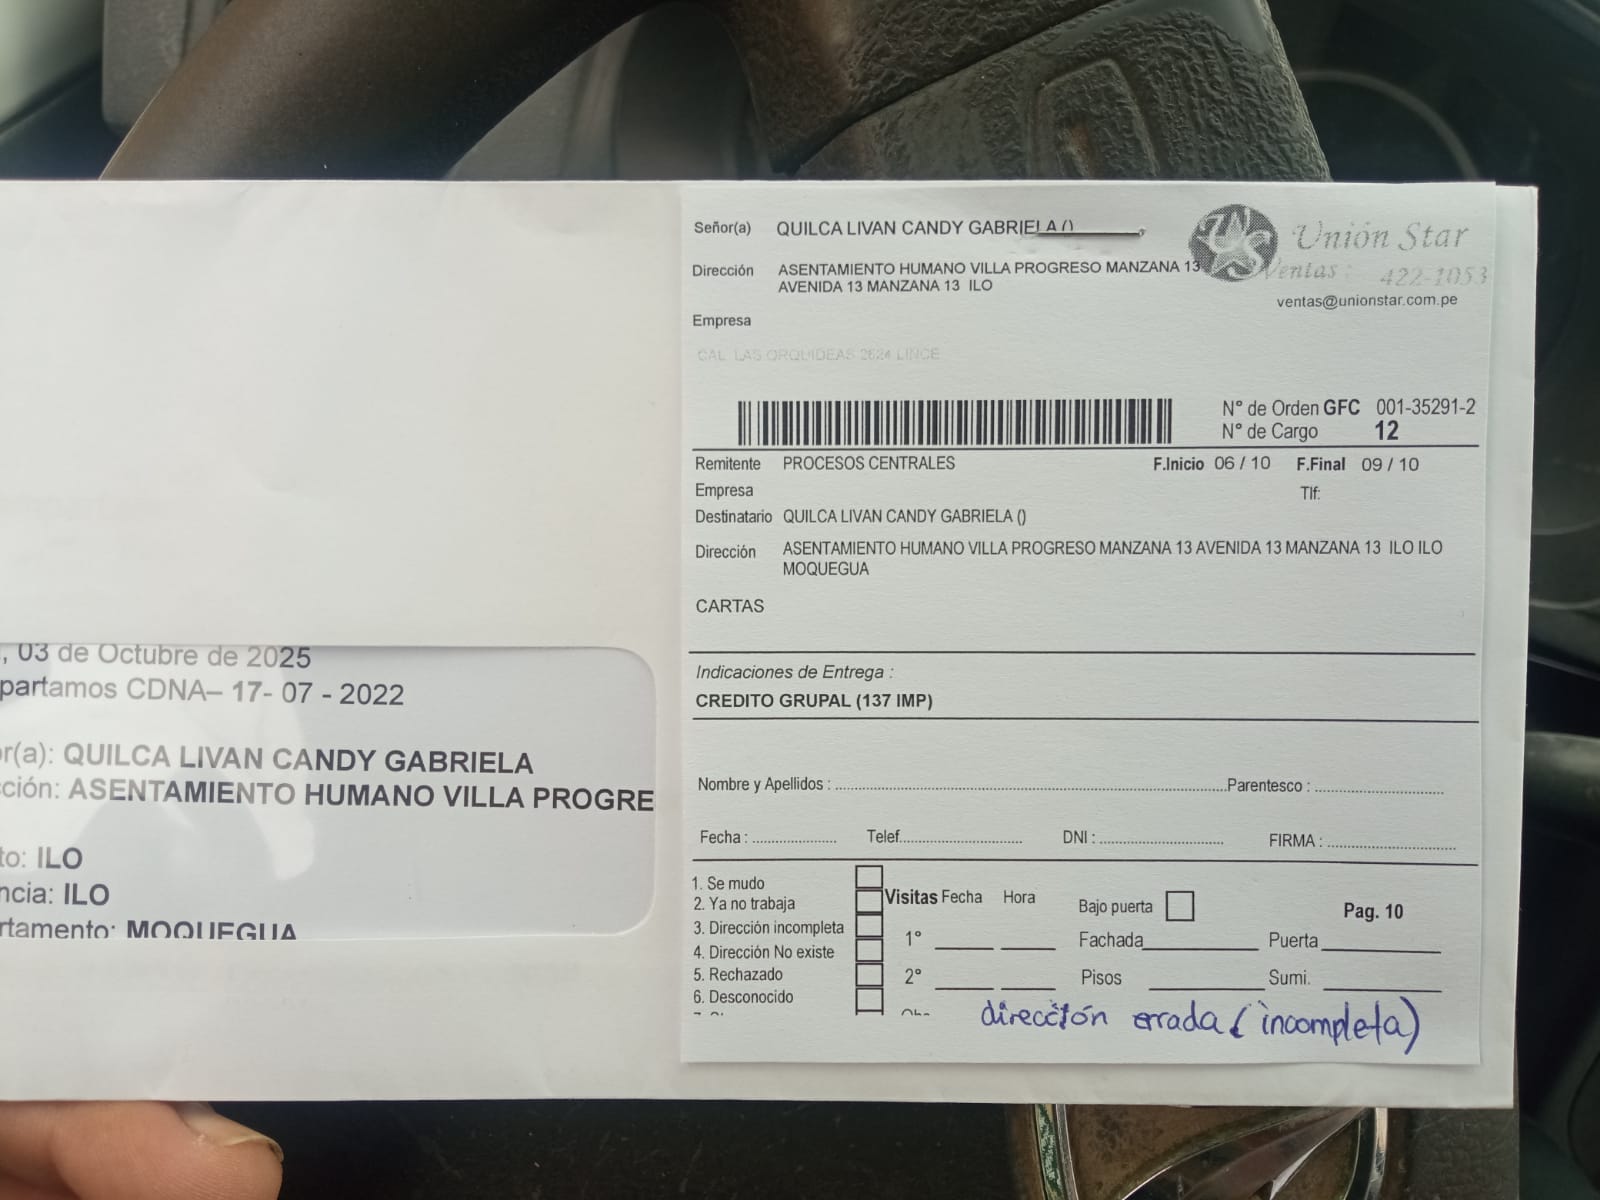 Señor(a) QUILCA LIVAN CANDY GABRIELA ()
Dirección ASENTAMIENTO HUMANO VILLA PROGRESO MANZANA 13
AVENIDA 13 MANZANA 13 ILO
Empresa
CAL. LAS ORQUIDEAS 2624 LINCE
Unión Star
Ventas : 422-1053
ventas@unionstar.com.pe
N° de Orden GFC 001-35291-2
N° de Cargo 12
Remitente PROCESOS CENTRALES F.Inicio 06 / 10 F.Final 09 / 10
Empresa Tlf:
Destinatario QUILCA LIVAN CANDY GABRIELA ()
Dirección ASENTAMIENTO HUMANO VILLA PROGRESO MANZANA 13 AVENIDA 13 MANZANA 13 ILO ILO
MOQUEGUA
CARTAS
Indicaciones de Entrega :
CREDITO GRUPAL (137 IMP)
Nombre y Apellidos : Parentesco :
Fecha : Telef. DNI : FIRMA :
1. Se mudo
2. Ya no trabaja
3. Dirección incompleta
4. Dirección No existe
5. Rechazado
6. Desconocido
Visitas Fecha Hora
1°
2°
Bajo puerta
Pag. 10
Fachada Puerta
Pisos Sumi.
dirección errada (incompleta)
, 03 de Octubre de 2025
partamos CDNA– 17- 07 - 2022
or(a): QUILCA LIVAN CANDY GABRIELA
cción: ASENTAMIENTO HUMANO VILLA PROGRE
to: ILO
ncia: ILO
rtamento: MOQUEGUA